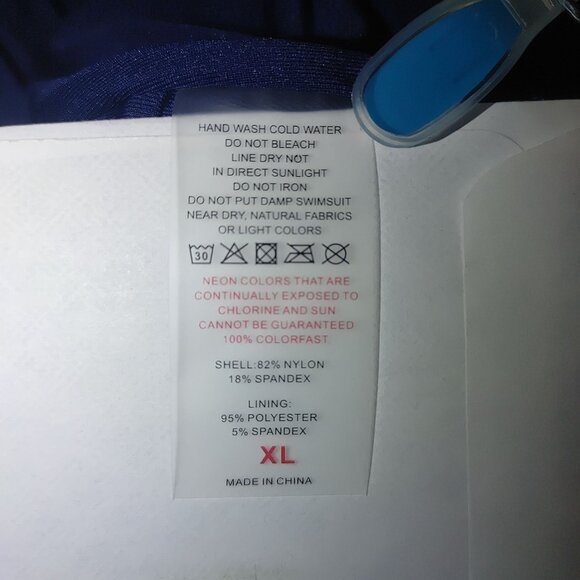 HAND WASH COLD WATER
DO NOT BLEACH
LINE DRY NOT
IN DIRECT SUNLIGHT
DO NOT IRON
DO NOT PUT DAMP SWIMSUIT
NEAR DRY, NATURAL FABRICS
OR LIGHT COLORS
30
NEON COLORS THAT ARE
CONTINUALLY EXPOSED TO
CHLORINE AND SUN
CANNOT BE GUARANTEED
100% COLORFAST.
SHELL:82% NYLON
18% SPANDEX
LINING:
95% POLYESTER
5% SPANDEX
XL
MADE IN CHINA